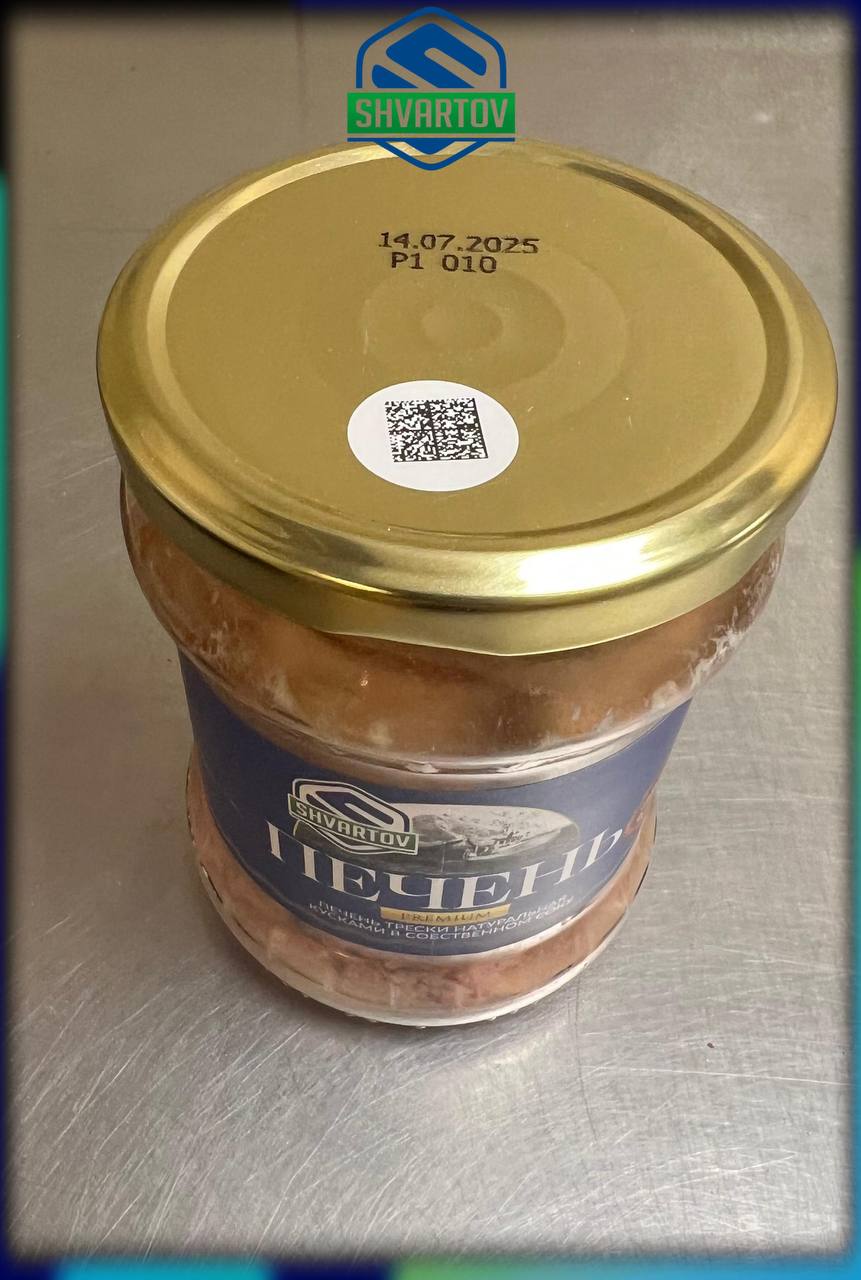 SHVARTOV
14.07.2025
P1 010
SHVARTOV
ПЕЧЕНЬ
PREMIUM
ПЕЧЕНЬ ТРЕСКИ НАТУРАЛЬНАЯ
КУСКАМИ В СОБСТВЕННОМ СОКУ